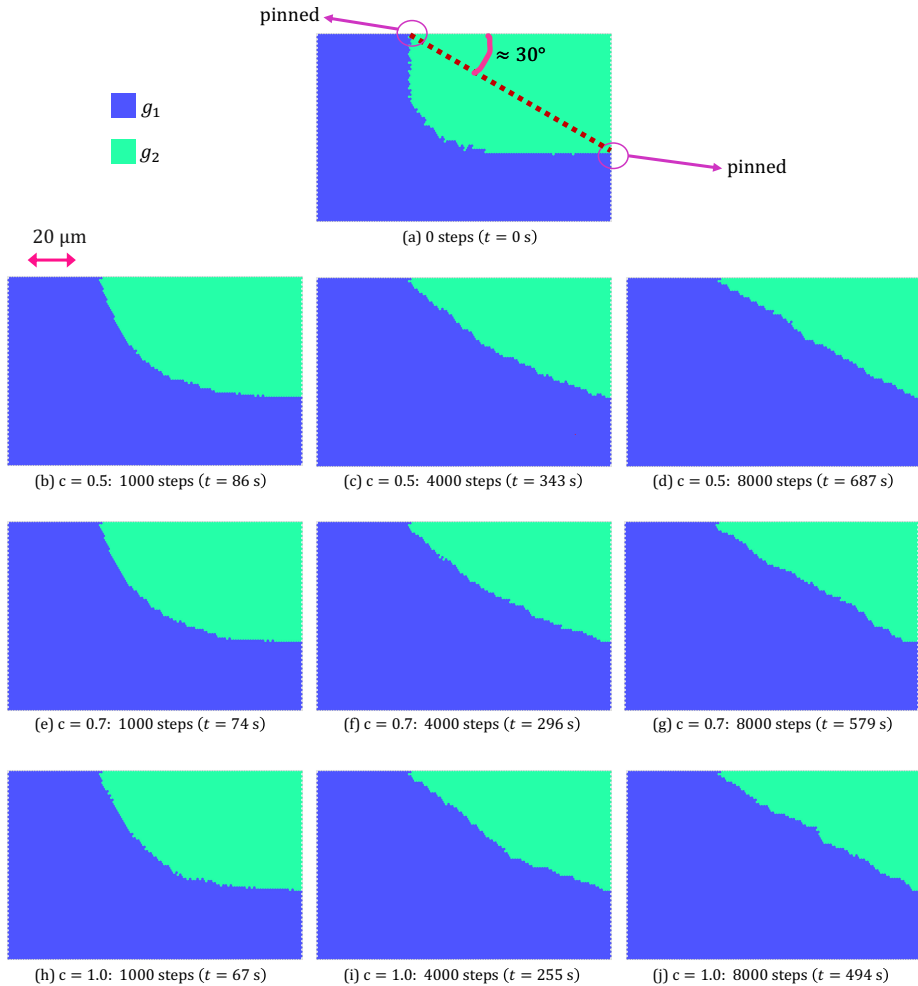 pinned
≈ 30°
g₁
g₂
pinned
(a) 0 steps (t = 0 s)
20 μm
(b) c = 0.5: 1000 steps (t = 86 s)
(c) c = 0.5: 4000 steps (t = 343 s)
(d) c = 0.5: 8000 steps (t = 687 s)
(e) c = 0.7: 1000 steps (t = 74 s)
(f) c = 0.7: 4000 steps (t = 296 s)
(g) c = 0.7: 8000 steps (t = 579 s)
(h) c = 1.0: 1000 steps (t = 67 s)
(i) c = 1.0: 4000 steps (t = 255 s)
(j) c = 1.0: 8000 steps (t = 494 s)